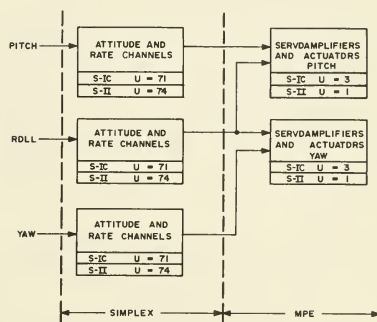 PITCH
ATTITUDE AND
RATE CHANNELS
S-IC U = 71
S-II U = 74
SERVDAMPLIFIERS
AND ACTUATDRS
PITCH
S-IC U = 3
S-II U = 1
RDLL
ATTITUDE AND
RATE CHANNELS
S-IC U = 71
S-II U = 74
SERVDAMPLIFIERS
AND ACTUATDRS
YAW
S-IC U = 3
S-II U = 1
YAW
ATTITUDE AND
RATE CHANNELS
S-IC U = 71
S-II U = 74
SIMPLEX
MPE